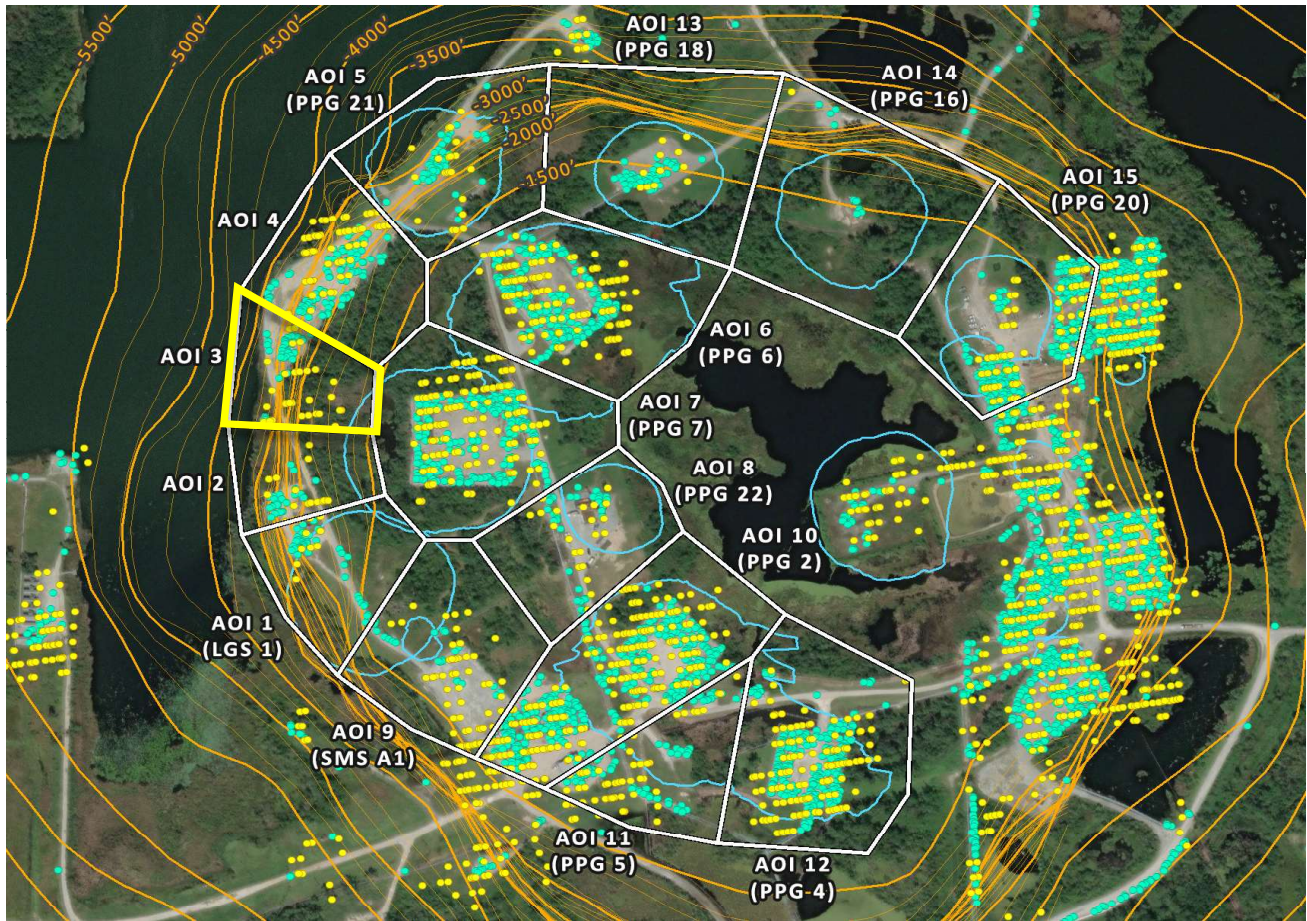 -5500'
-5000'
-4500'
-4000'
-3500'
-3000'
-2500'
-2000'
-1500'
AOI 13
(PPG 18)
AOI 5
(PPG 21)
AOI 14
(PPG 16)
AOI 15
(PPG 20)
AOI 4
AOI 3
AOI 6
(PPG 6)
AOI 7
(PPG 7)
AOI 2
AOI 8
(PPG 22)
AOI 10
(PPG 2)
AOI 1
(LGS 1)
AOI 9
(SMS A1)
AOI 11
(PPG 5)
AOI 12
(PPG 4)